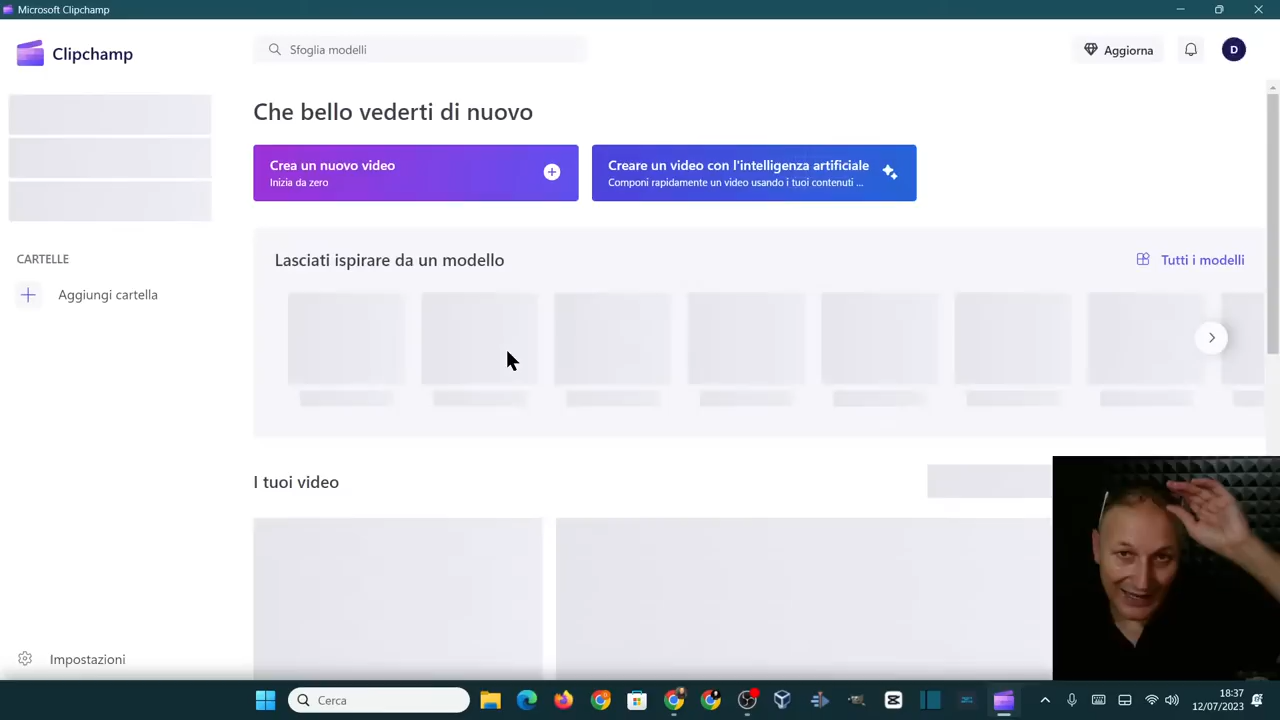 Microsoft Clipchamp
Clipchamp
Sfoglia modelli
Aggiorna
D
Che bello vederti di nuovo
Crea un nuovo video
Inizia da zero
Creare un video con l'intelligenza artificiale
Componi rapidamente un video usando i tuoi contenuti ...
CARTELLE
Aggiungi cartella
Lasciati ispirare da un modello
Tutti i modelli
I tuoi video
Impostazioni
Cerca
18:37
12/07/2023